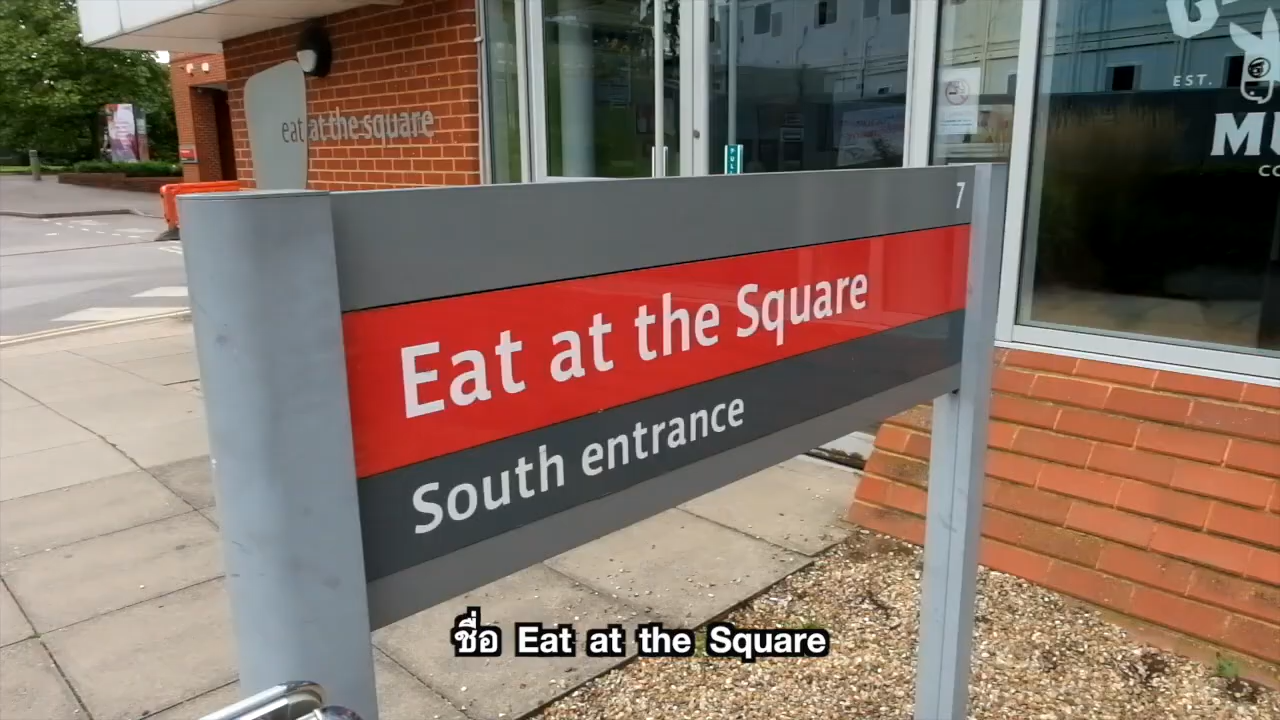 eat at the square
EST.
7
Eat at the Square
South entrance
ชื่อ Eat at the Square